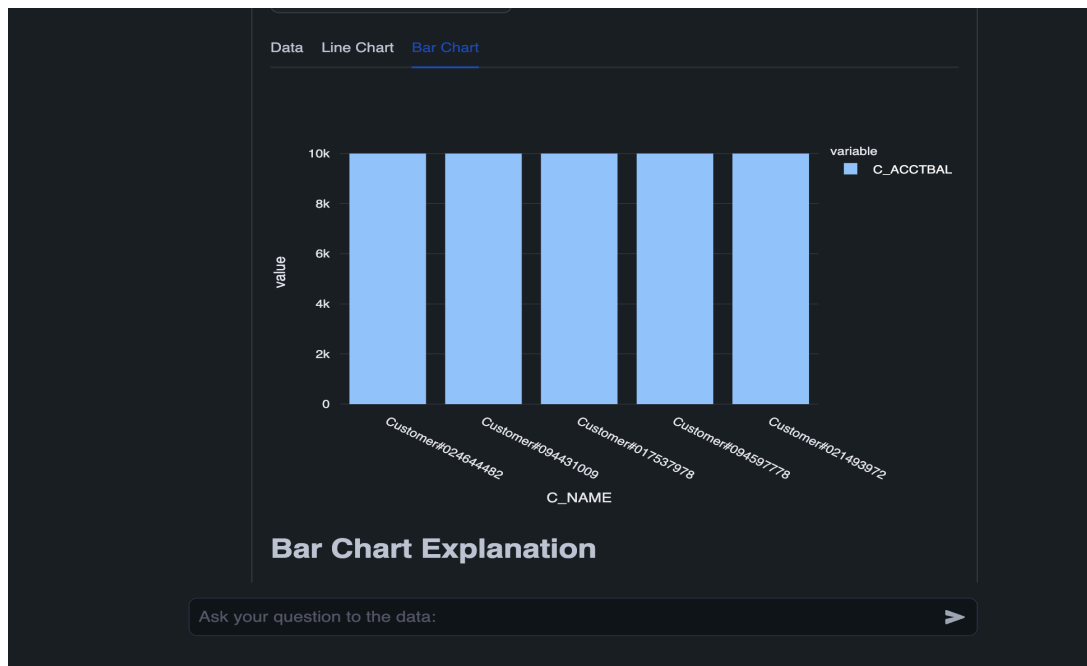 Data Line Chart Bar Chart
variable
C_ACCTBAL
10k
8k
6k
4k
2k
0
value
Customer#024644482
Customer#094431009
Customer#017537978
Customer#094597778
Customer#021493972
C_NAME
Bar Chart Explanation
Ask your question to the data: